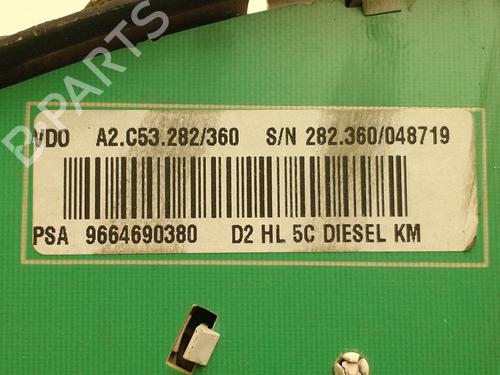 VDO A2.C53.282/360 S/N 282.360/048719
PSA 9664690380 D2 HL 5C DIESEL KM
B-PARTS